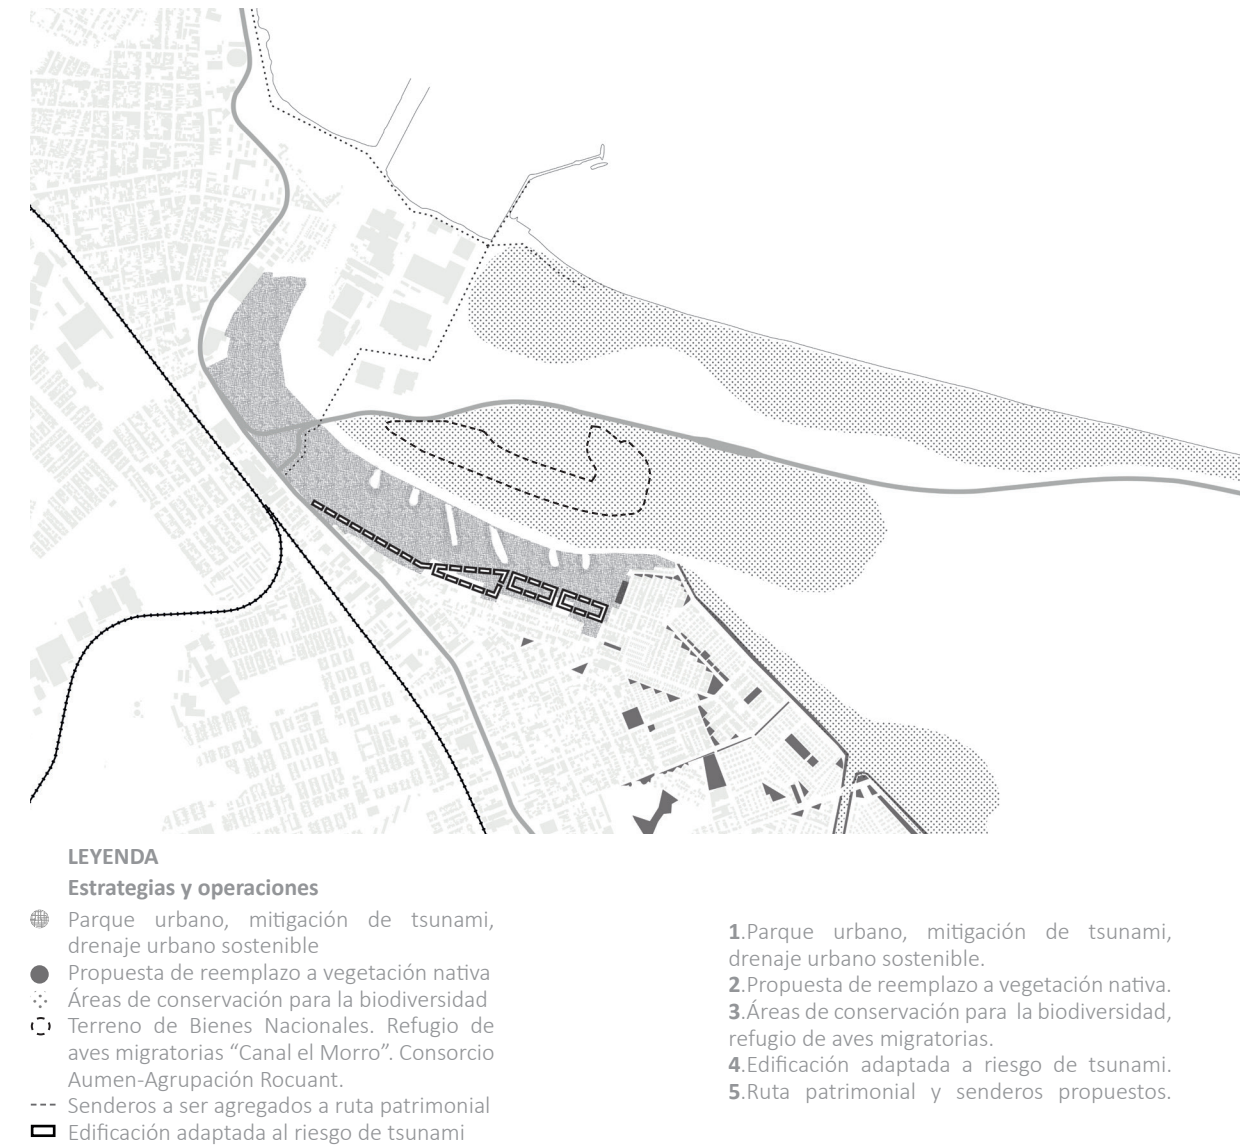 LEYENDA
Estrategias y operaciones
Parque urbano, mitigación de tsunami,
drenaje urbano sostenible
Propuesta de reemplazo a vegetación nativa
Áreas de conservación para la biodiversidad
Terreno de Bienes Nacionales. Refugio de
aves migratorias “Canal el Morro”. Consorcio
Aumen-Agrupación Rocuant.
Senderos a ser agregados a ruta patrimonial
Edificación adaptada al riesgo de tsunami
1.Parque urbano, mitigación de tsunami,
drenaje urbano sostenible.
2.Propuesta de reemplazo a vegetación nativa.
3.Áreas de conservación para la biodiversidad,
refugio de aves migratorias.
4.Edificación adaptada a riesgo de tsunami.
5.Ruta patrimonial y senderos propuestos.